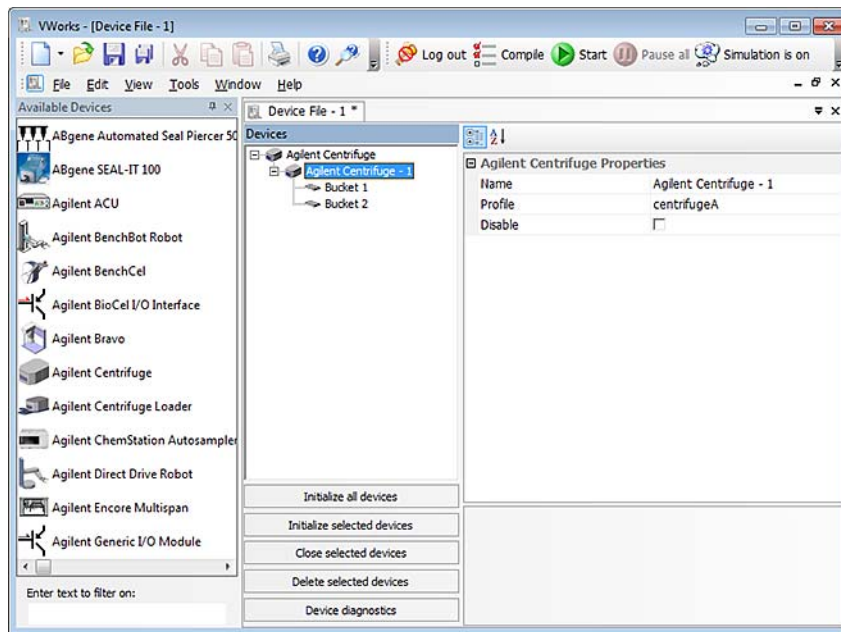 VWorks - [Device File - 1]
Log out Compile Start Pause all Simulation is on
File Edit View Tools Window Help
Available Devices
ABgene Automated Seal Piercer 50
ABgene SEAL-IT 100
Agilent ACU
Agilent BenchBot Robot
Agilent BenchCel
Agilent BioCel I/O Interface
Agilent Bravo
Agilent Centrifuge
Agilent Centrifuge Loader
Agilent ChemStation Autosampler
Agilent Direct Drive Robot
Agilent Encore Multispan
Agilent Generic I/O Module
Enter text to filter on:
Device File - 1 *
Devices
Agilent Centrifuge
Agilent Centrifuge - 1
Bucket 1
Bucket 2
Initialize all devices
Initialize selected devices
Close selected devices
Delete selected devices
Device diagnostics
Agilent Centrifuge Properties
Name Agilent Centrifuge - 1
Profile centrifugeA
Disable